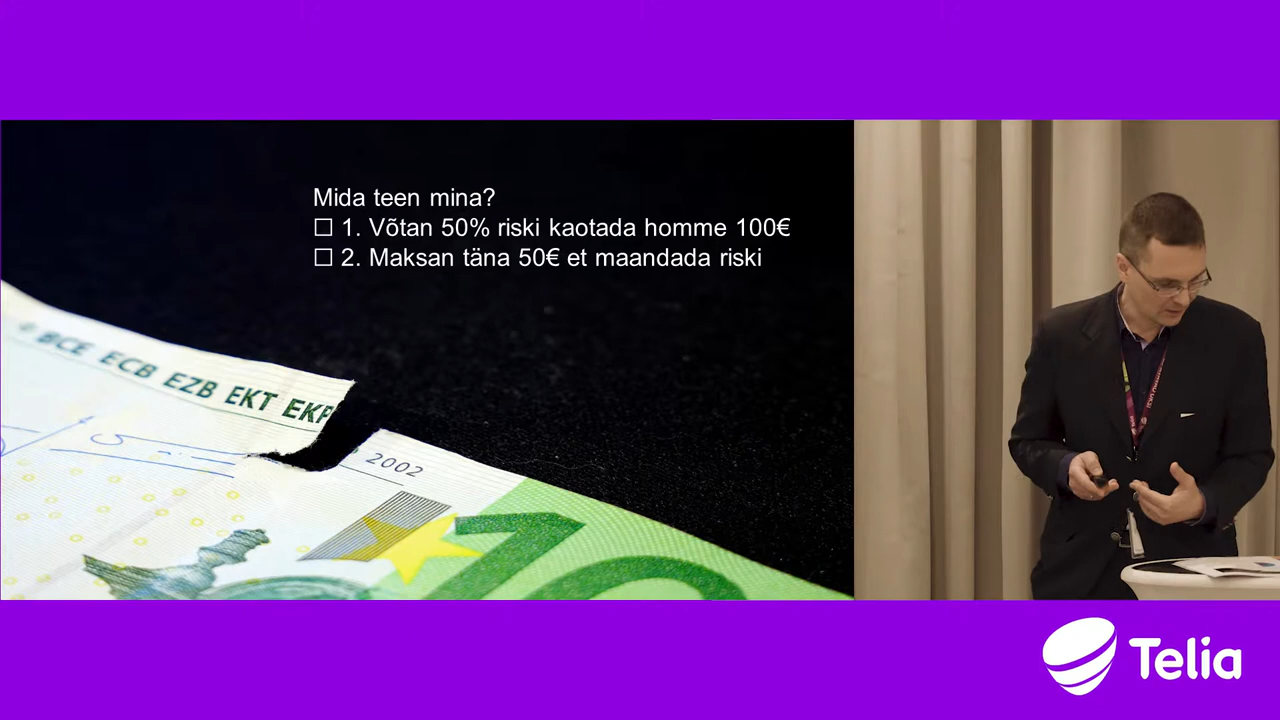 Mida teen mina?
☐ 1. Võtan 50% riski kaotada homme 100€
☐ 2. Maksan täna 50€ et maandada riski
BCE ECB EZB EKT EKP
2002
10
Telia